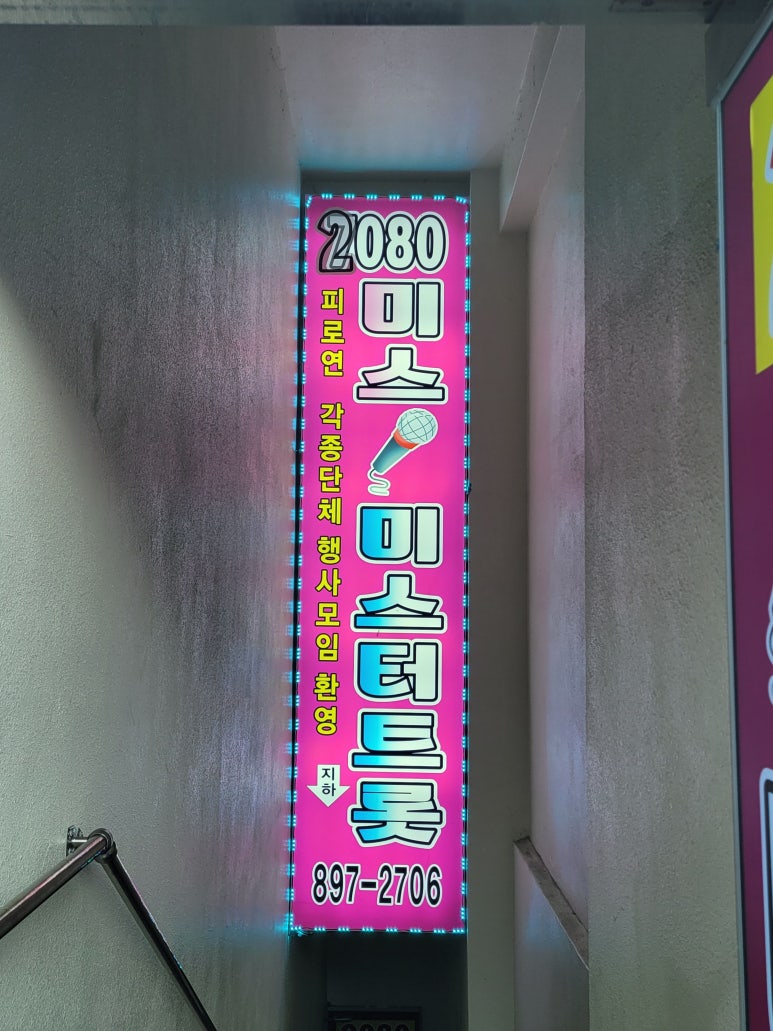 2080
미스 미스터트롯
피로연 각종단체 행사모임 환영
지하
897-2706